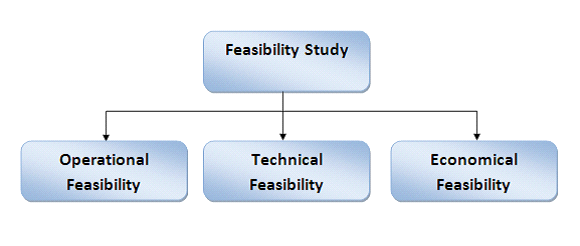 Feasibility Study
Operational
Feasibility
Technical
Feasibility
Economical
Feasibility